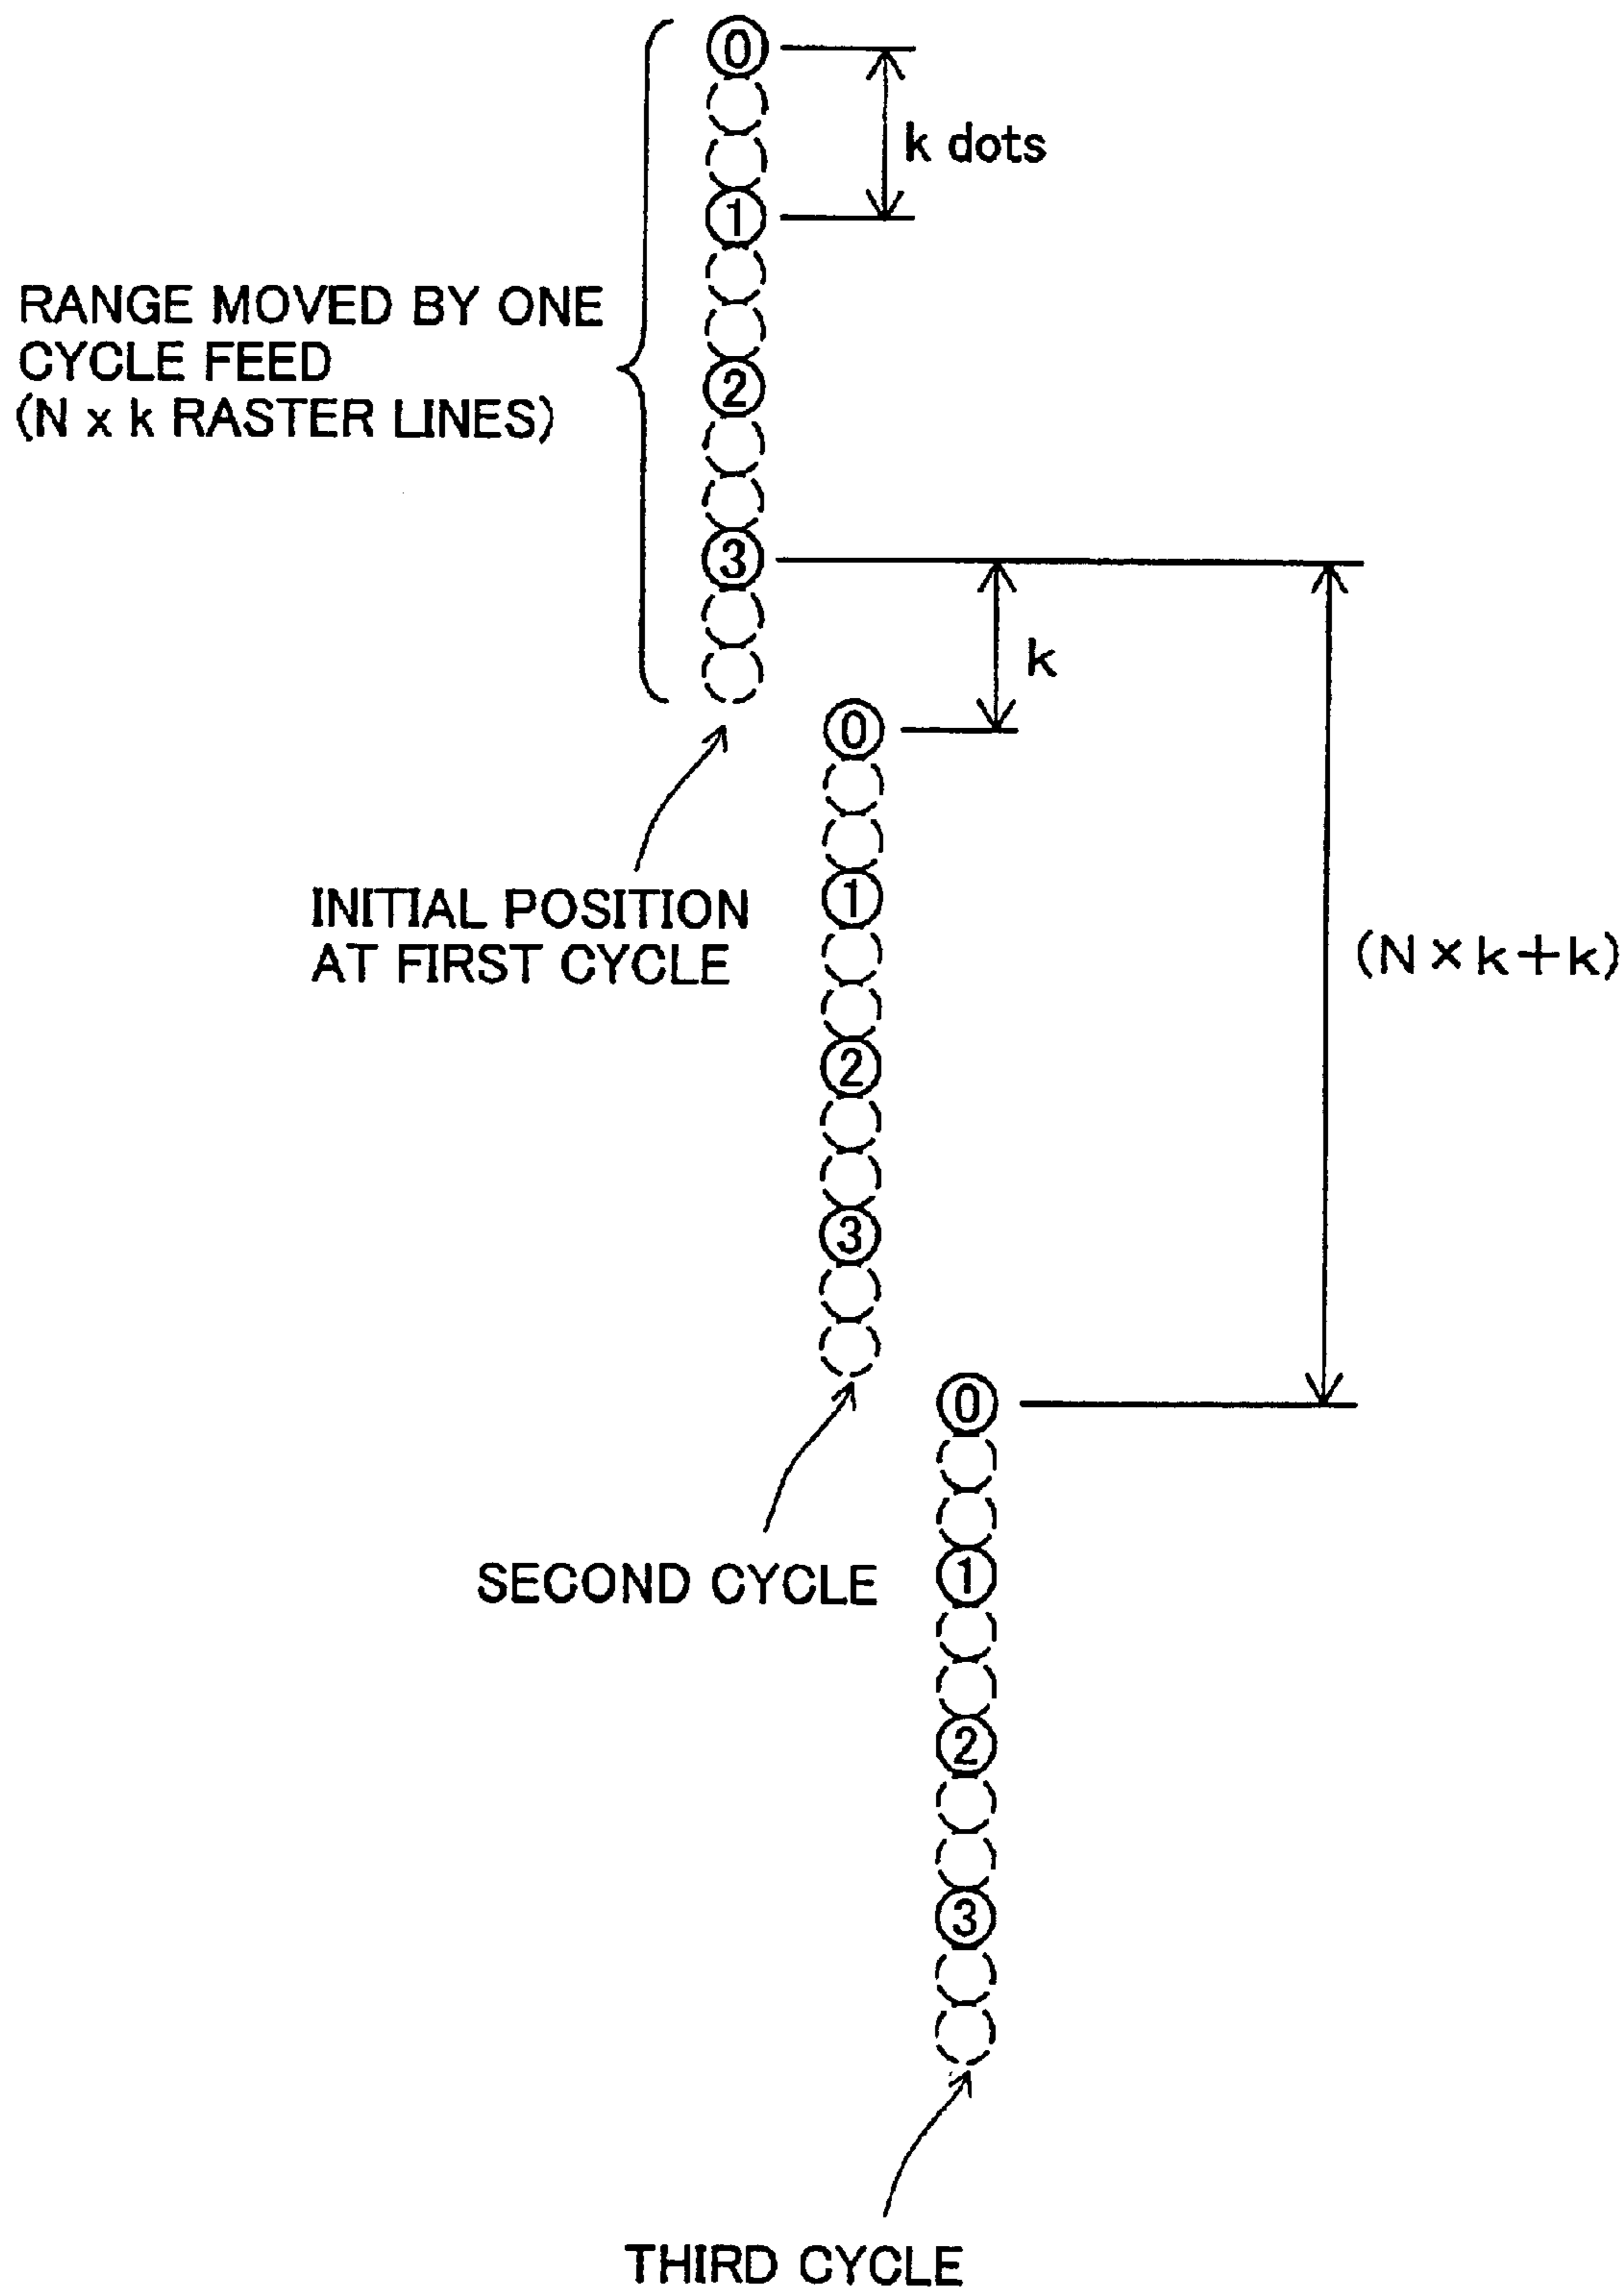 0
k dots
1
RANGE MOVED BY ONE
CYCLE FEED
(N x k RASTER LINES)
2
3
k
0
INITIAL POSITION
AT FIRST CYCLE
1
(N×k+k)
2
3
0
SECOND CYCLE
1
2
3
THIRD CYCLE